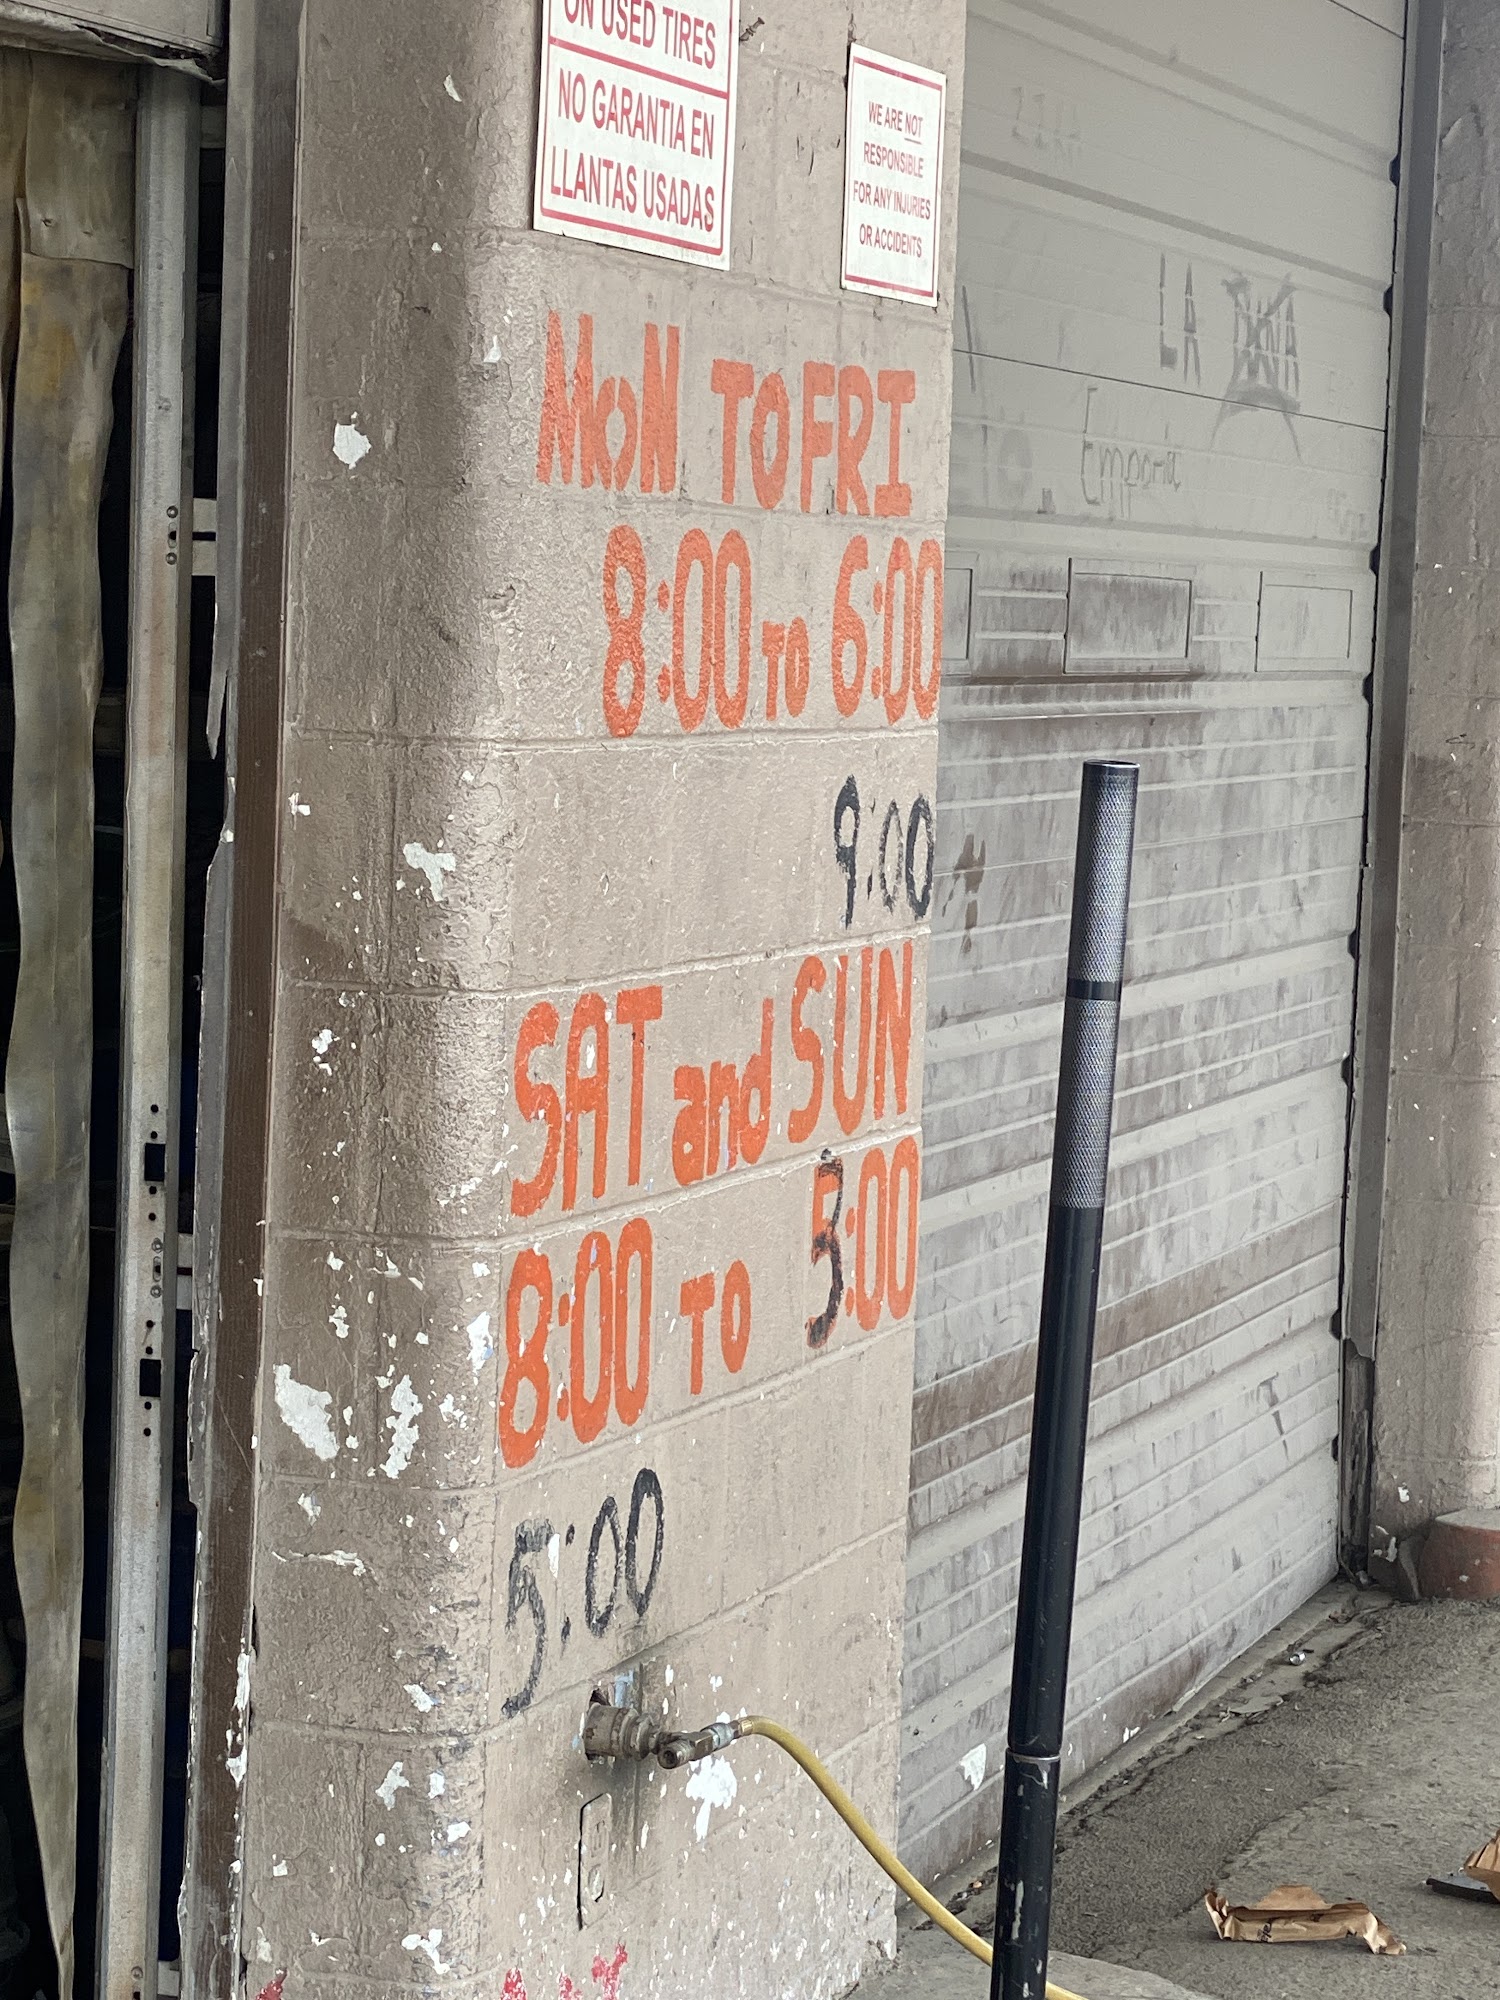 ON USED TIRES
NO GARANTIA EN
LLANTAS USADAS
WE ARE NOT
RESPONSIBLE
FOR ANY INJURIES
OR ACCIDENTS
MoN TO FRI
8:00 TO 6:00
9:00
SAT and SUN
8:00 TO 3:00
5:00
LA